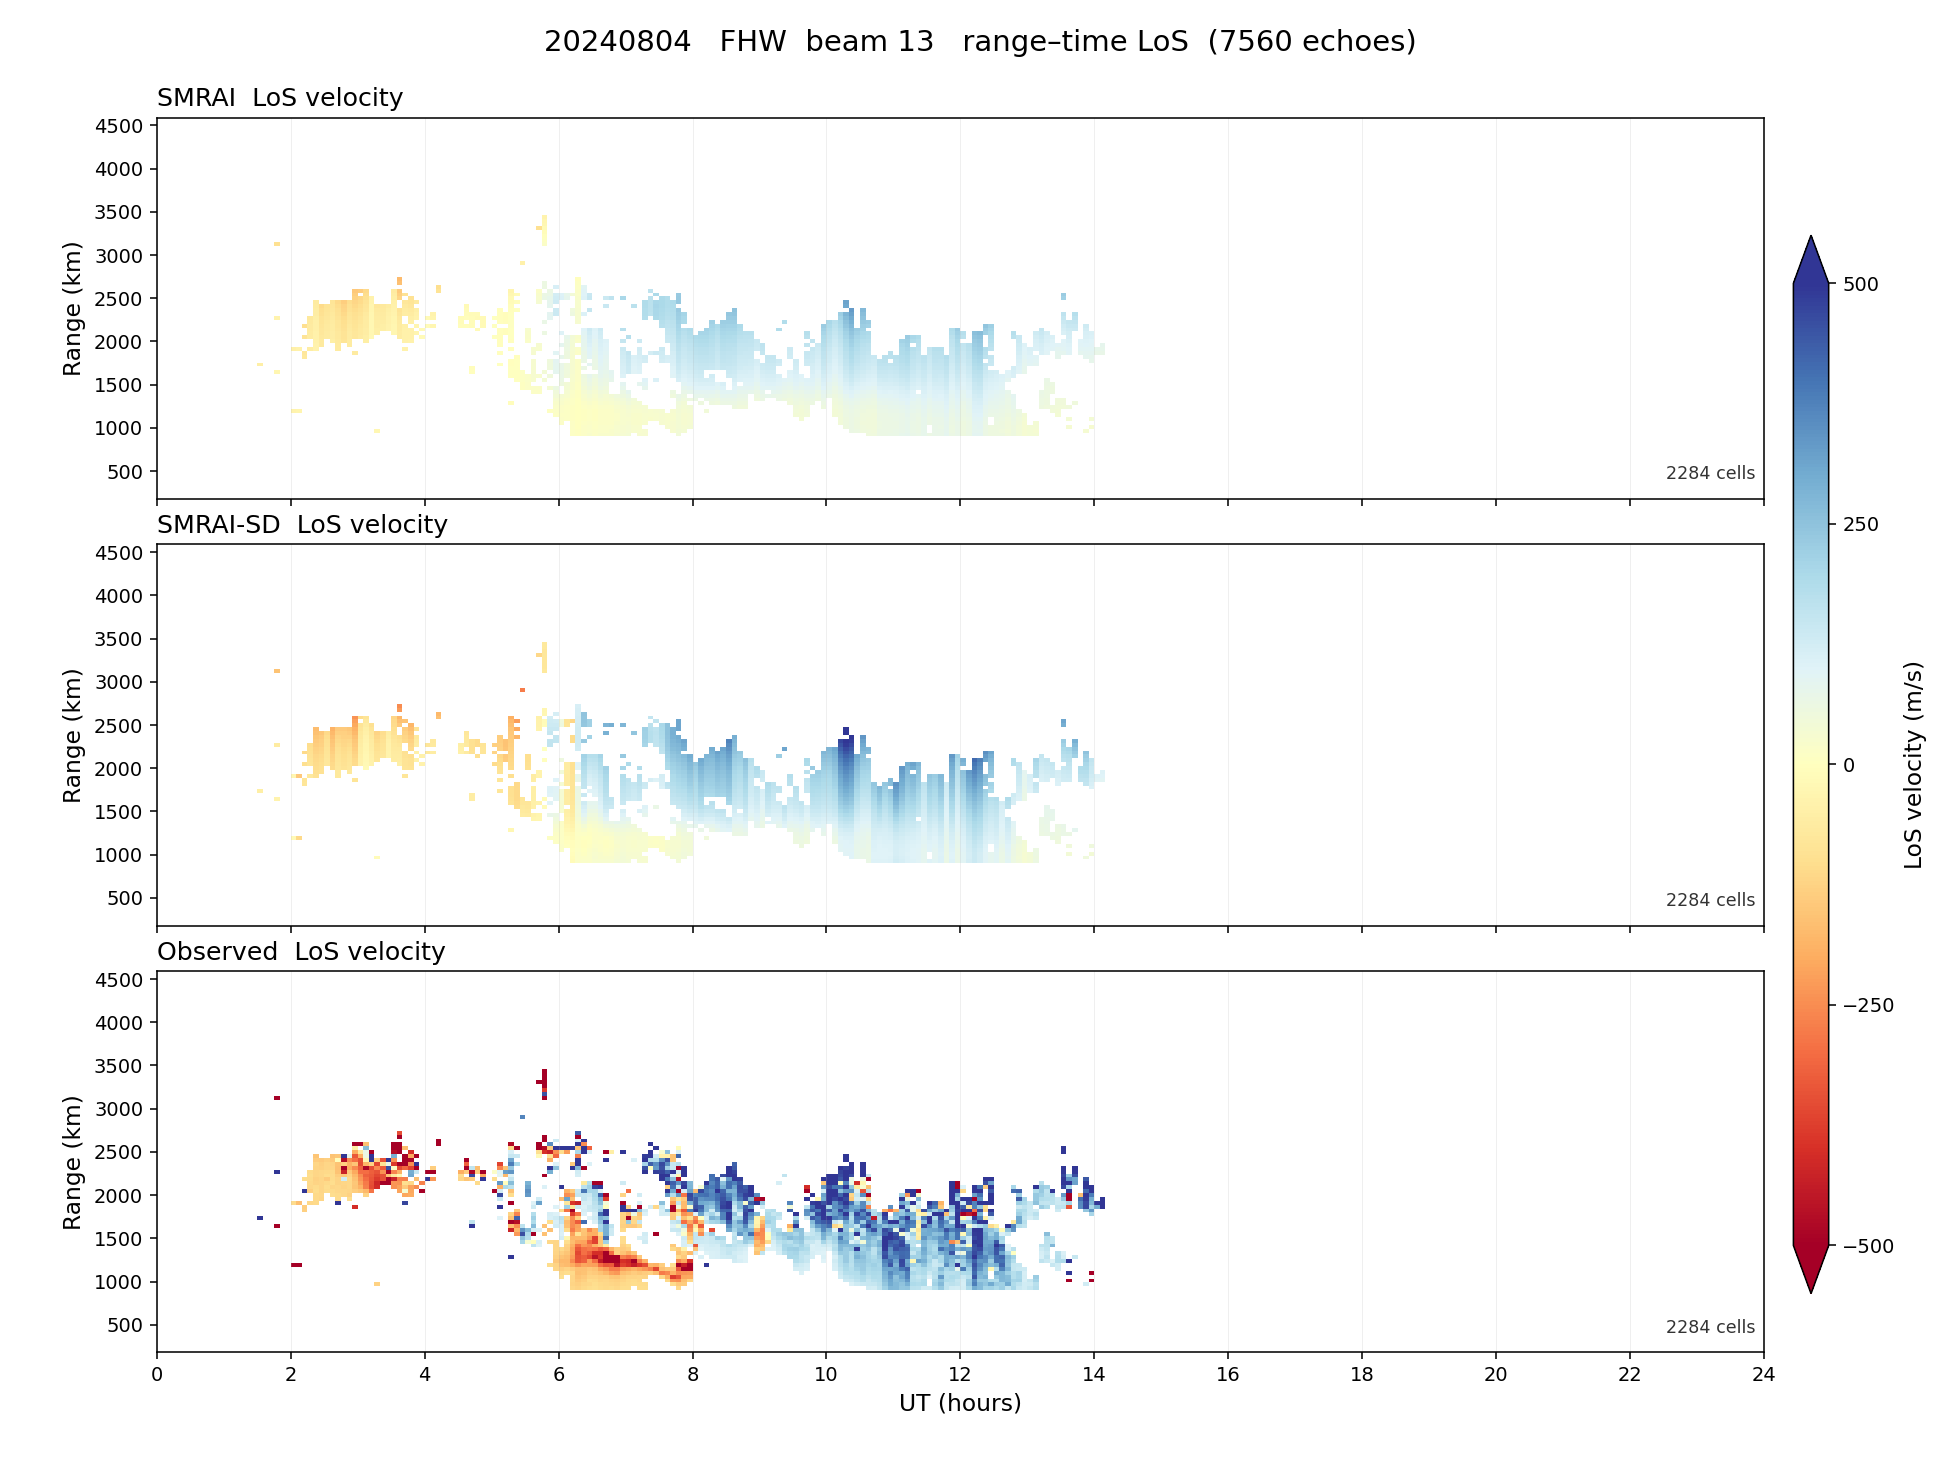 20240804 FHW beam 13 range–time LoS (7560 echoes)
SMRAI LoS velocity
4500
4000
3500
3000
2500
2000
1500
1000
500
Range (km)
2284 cells
SMRAI-SD LoS velocity
4500
4000
3500
3000
2500
2000
1500
1000
500
Range (km)
2284 cells
Observed LoS velocity
4500
4000
3500
3000
2500
2000
1500
1000
500
Range (km)
2284 cells
0 2 4 6 8 10 12 14 16 18 20 22 24
UT (hours)
500
250
0
−250
−500
LoS velocity (m/s)